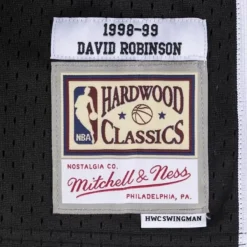 1998-99
DAVID ROBINSON
HARDWOOD
NBA
CLASSICS
NOSTALGIA CO.
Mitchell & Ness
PHILADELPHIA, PA.
HWC SWINGMAN